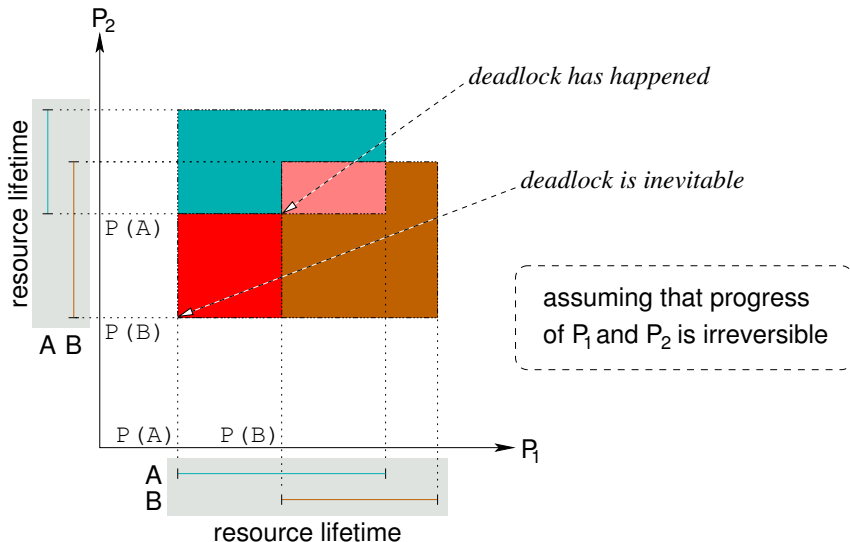 P2
deadlock has happened
resource lifetime
deadlock is inevitable
P(A)
assuming that progress
of P1 and P2 is irreversible
P(B)
A B
P(A) P(B)
P1
A
B
resource lifetime